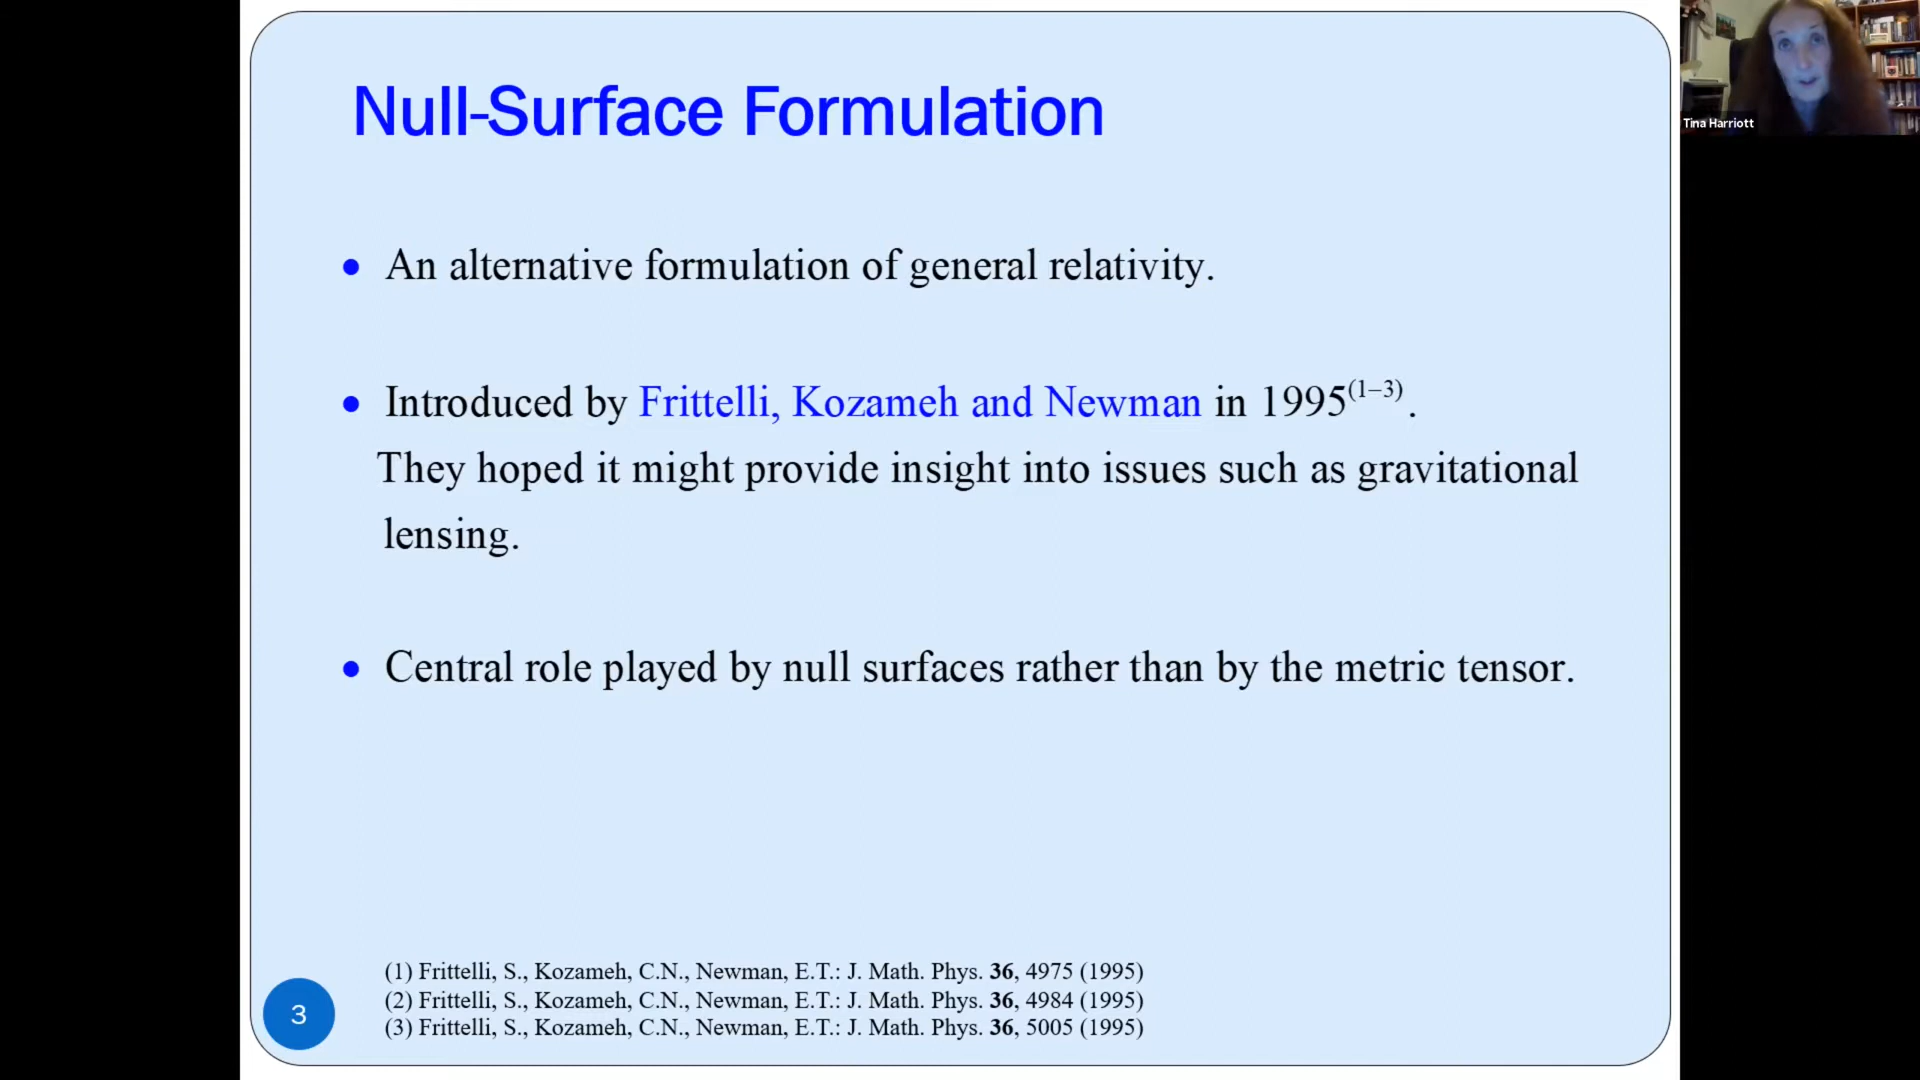 Null-Surface Formulation
Tina Harriott
• An alternative formulation of general relativity.
• Introduced by Frittelli, Kozameh and Newman in 1995(1–3).
They hoped it might provide insight into issues such as gravitational
lensing.
• Central role played by null surfaces rather than by the metric tensor.
(1) Frittelli, S., Kozameh, C.N., Newman, E.T.: J. Math. Phys. 36, 4975 (1995)
(2) Frittelli, S., Kozameh, C.N., Newman, E.T.: J. Math. Phys. 36, 4984 (1995)
(3) Frittelli, S., Kozameh, C.N., Newman, E.T.: J. Math. Phys. 36, 5005 (1995)
3